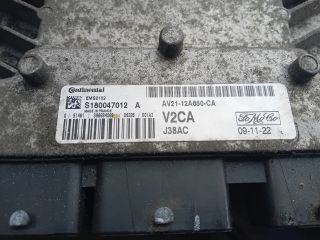 Continental
EMS2102
S180047012 A
MADE IN FRANCE
AV21-12A650-CA
V2CA
J38AC
FoMoCo
09-11-22